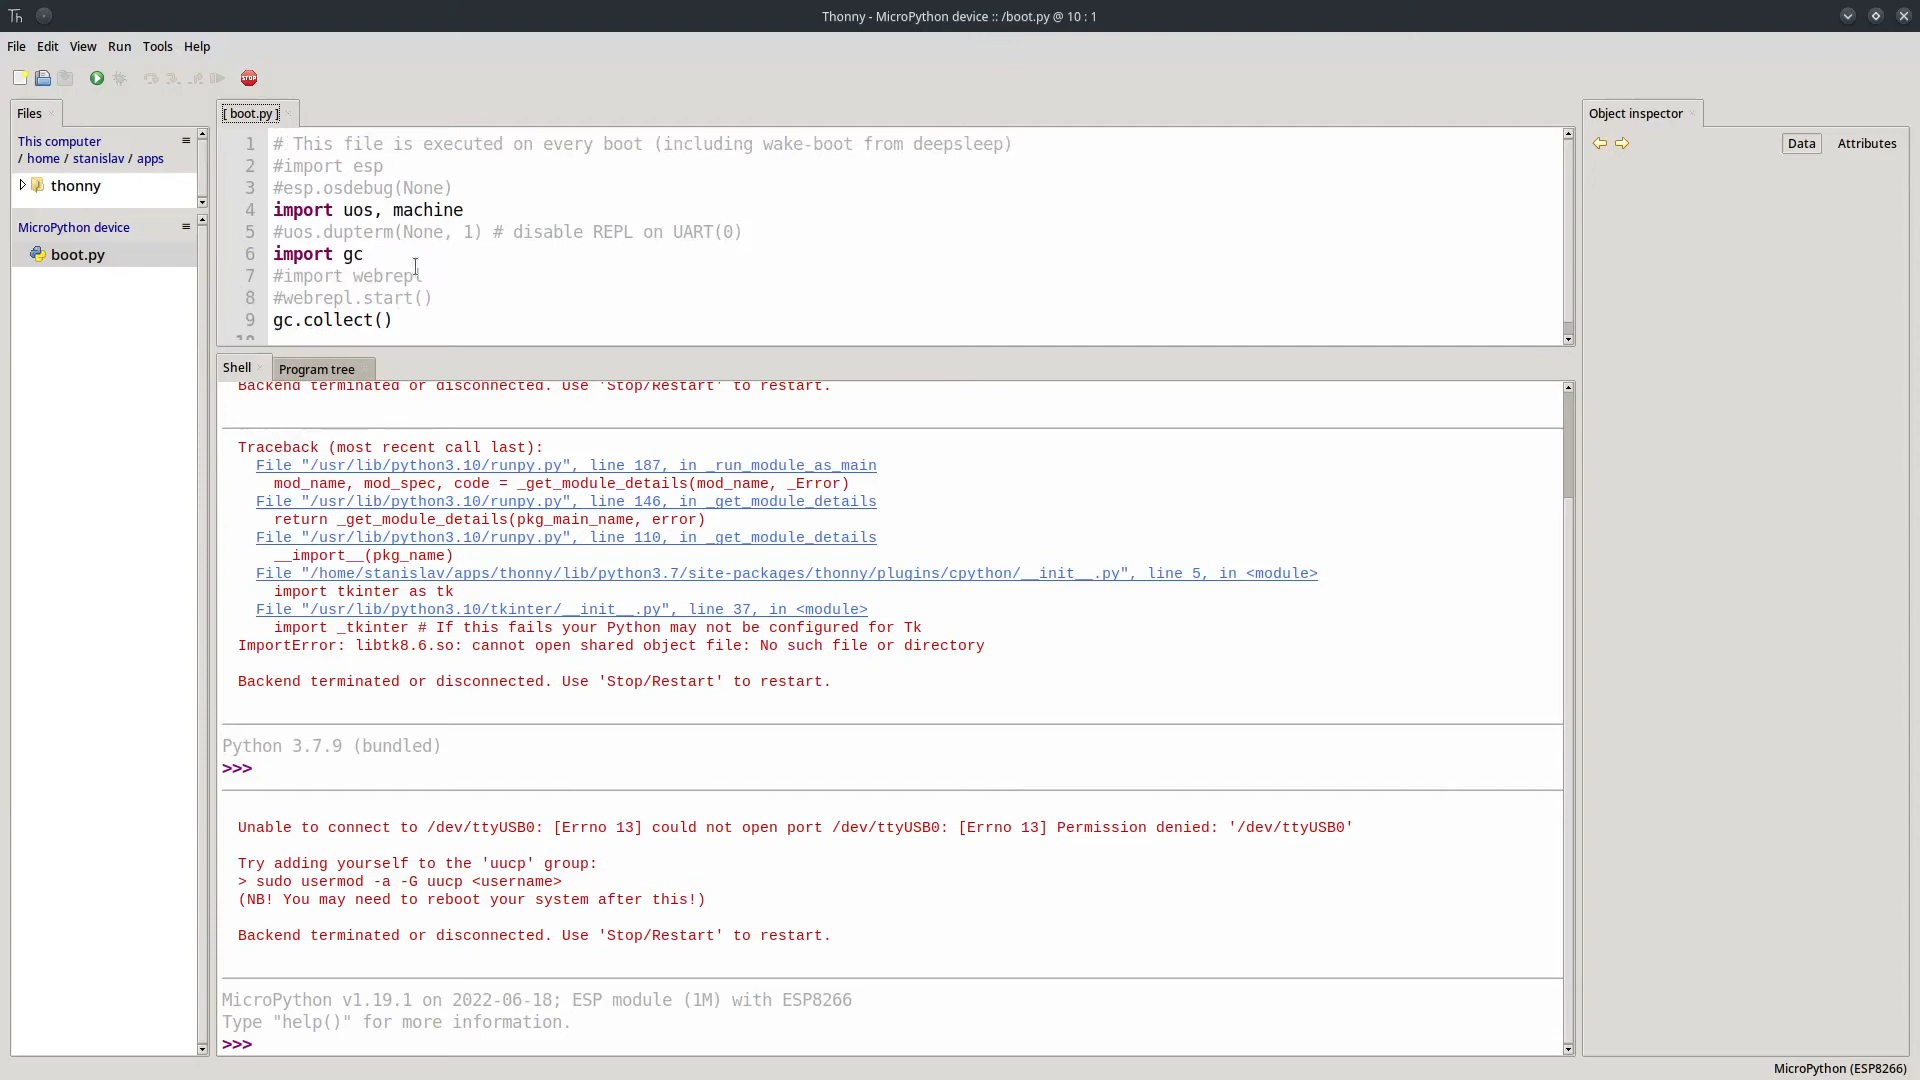 Th
Thonny - MicroPython device :: /boot.py @ 10 : 1
File Edit View Run Tools Help
STOP
Files
This computer
/ home / stanislav / apps
thonny
MicroPython device
boot.py
[ boot.py ]
1 # This file is executed on every boot (including wake-boot from deepsleep)
2 #import esp
3 #esp.osdebug(None)
4 import uos, machine
5 #uos.dupterm(None, 1) # disable REPL on UART(0)
6 import gc
7 #import webrepl
8 #webrepl.start()
9 gc.collect()
10
Shell
Program tree
Backend terminated or disconnected. Use 'Stop/Restart' to restart.
Traceback (most recent call last):
File "/usr/lib/python3.10/runpy.py", line 187, in _run_module_as_main
mod_name, mod_spec, code = _get_module_details(mod_name, _Error)
File "/usr/lib/python3.10/runpy.py", line 146, in _get_module_details
return _get_module_details(pkg_main_name, error)
File "/usr/lib/python3.10/runpy.py", line 110, in _get_module_details
__import__(pkg_name)
File "/home/stanislav/apps/thonny/lib/python3.7/site-packages/thonny/plugins/cpython/__init__.py", line 5, in <module>
import tkinter as tk
File "/usr/lib/python3.10/tkinter/__init__.py", line 37, in <module>
import _tkinter # If this fails your Python may not be configured for Tk
ImportError: libtk8.6.so: cannot open shared object file: No such file or directory
Backend terminated or disconnected. Use 'Stop/Restart' to restart.
Python 3.7.9 (bundled)
>>>
Unable to connect to /dev/ttyUSB0: [Errno 13] could not open port /dev/ttyUSB0: [Errno 13] Permission denied: '/dev/ttyUSB0'
Try adding yourself to the 'uucp' group:
> sudo usermod -a -G uucp <username>
(NB! You may need to reboot your system after this!)
Backend terminated or disconnected. Use 'Stop/Restart' to restart.
MicroPython v1.19.1 on 2022-06-18; ESP module (1M) with ESP8266
Type "help()" for more information.
>>>
Object inspector
Data
Attributes
MicroPython (ESP8266)